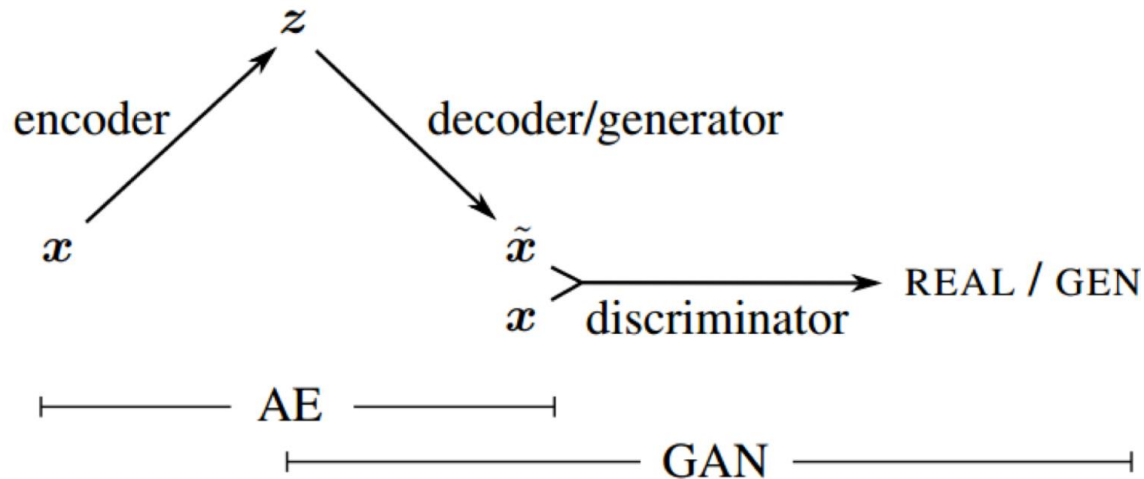 z
encoder
decoder/generator
x
x̃
x
REAL / GEN
discriminator
AE
GAN